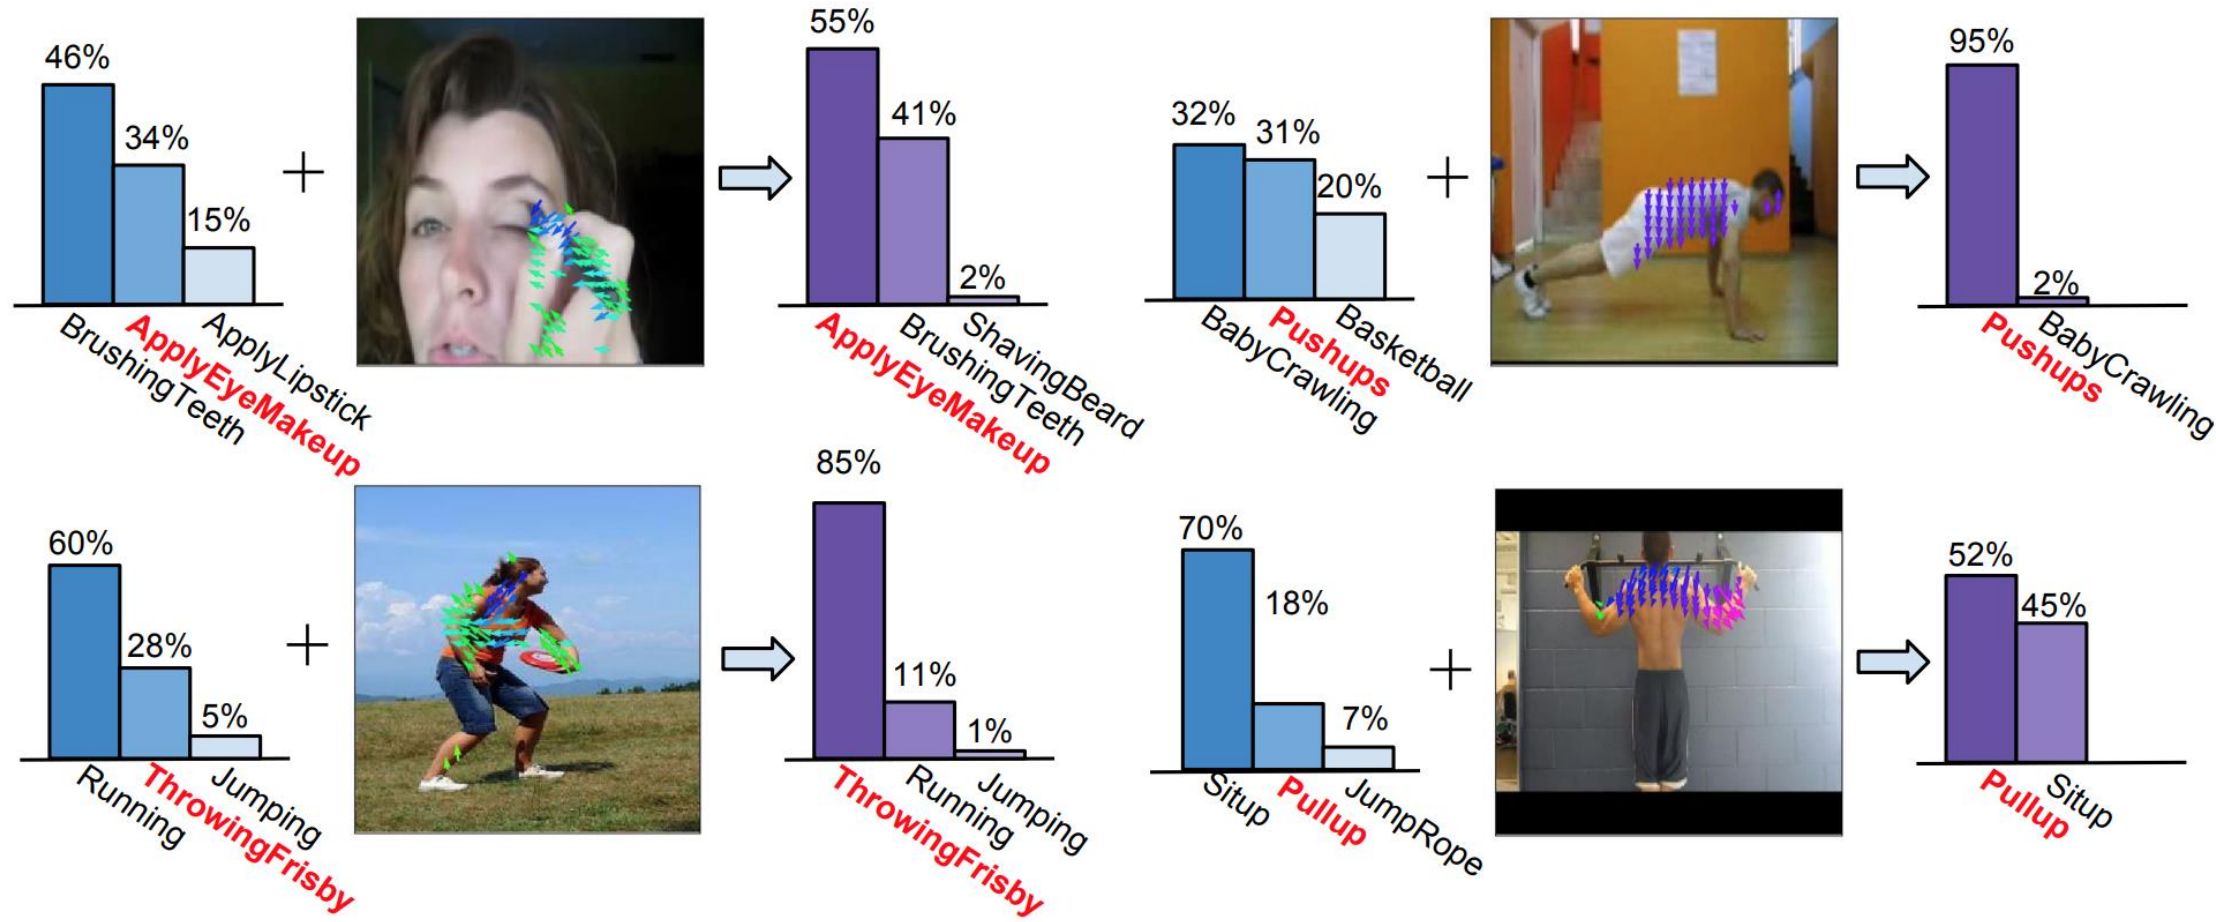 46%
34%
15%
BrushingTeeth
ApplyEyeMakeup
ApplyLipstick
55%
41%
2%
ApplyEyeMakeup
BrushingTeeth
ShavingBeard
32%
31%
20%
BabyCrawling
Pushups
Basketball
95%
2%
Pushups
BabyCrawling
60%
28%
5%
Running
ThrowingFrisby
Jumping
85%
11%
1%
ThrowingFrisby
Running
Jumping
70%
18%
7%
Situp
Pullup
JumpRope
52%
45%
Pullup
Situp